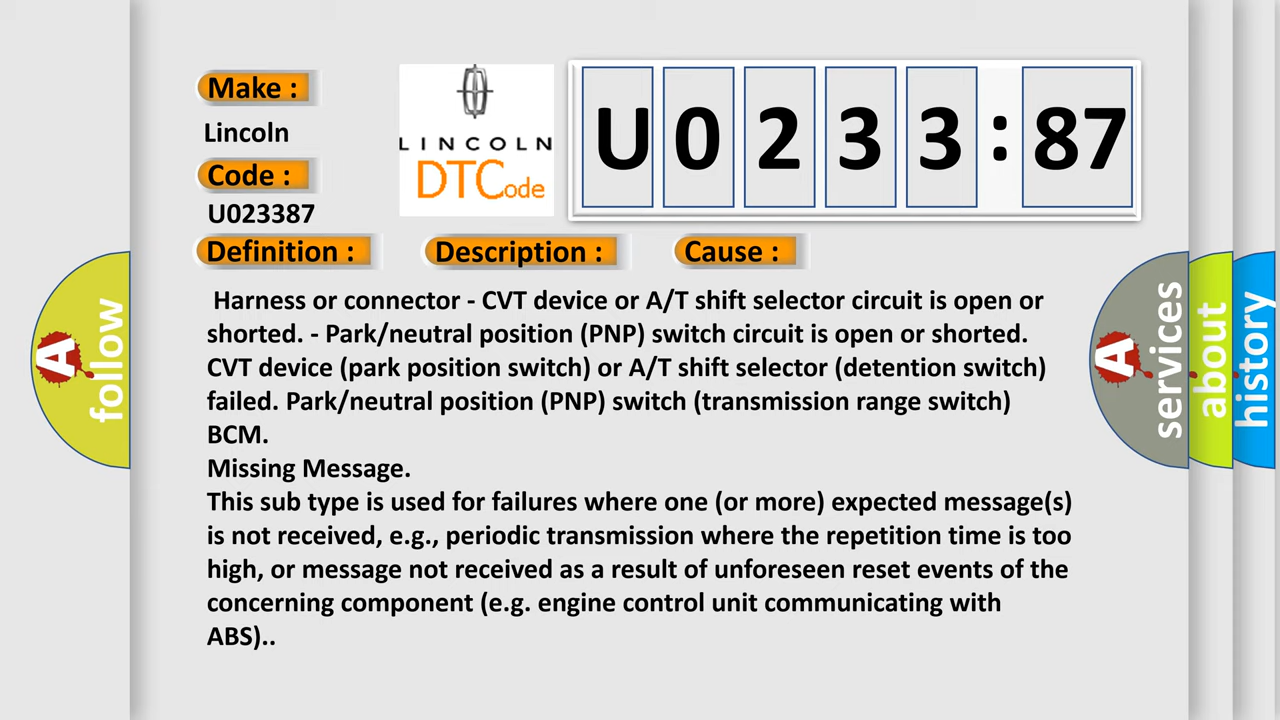 Make :
Lincoln
Code :
U023387
LINCOLN
DTCode
U0233:87
Definition :
Description :
Cause :
Harness or connector - CVT device or A/T shift selector circuit is open or
shorted. - Park/neutral position (PNP) switch circuit is open or shorted.
CVT device (park position switch) or A/T shift selector (detention switch)
failed. Park/neutral position (PNP) switch (transmission range switch)
BCM.
Missing Message.
This sub type is used for failures where one (or more) expected message(s)
is not received, e.g., periodic transmission where the repetition time is too
high, or message not received as a result of unforeseen reset events of the
concerning component (e.g. engine control unit communicating with
ABS)..
A
follow
A
services
about
history